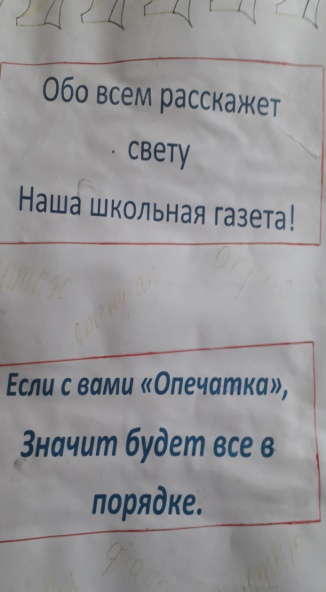 Обо всем расскажет
свету
Наша школьная газета!
Если с вами «Опечатка»,
Значит будет все в
порядке.